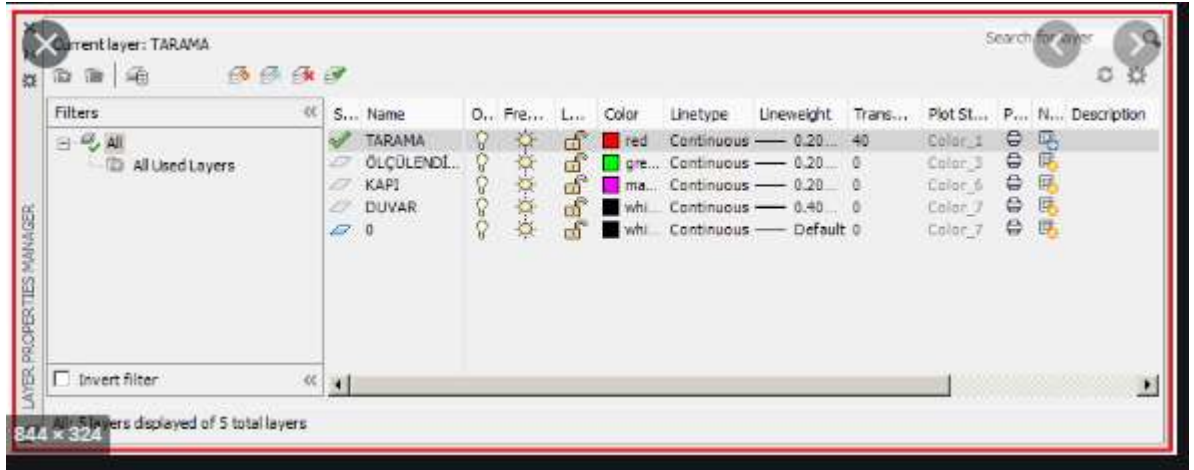 Current layer: TARAMA
Search for layer
Filters
S... Name O.. Fre... L... Color Linetype Lineweight Trans... Plot St... P... N... Description
All
All Used Layers
TARAMA red Continuous 0.20... 40 Color_1
ÖLÇÜLENDİ... gre... Continuous 0.20... 0 Color_3
KAPI ma... Continuous 0.20... 0 Color_6
DUVAR whi... Continuous 0.40... 0 Color_7
0 whi... Continuous Default 0 Color_7
LAYER PROPERTIES MANAGER
Invert filter
All: 5 layers displayed of 5 total layers
844 × 324